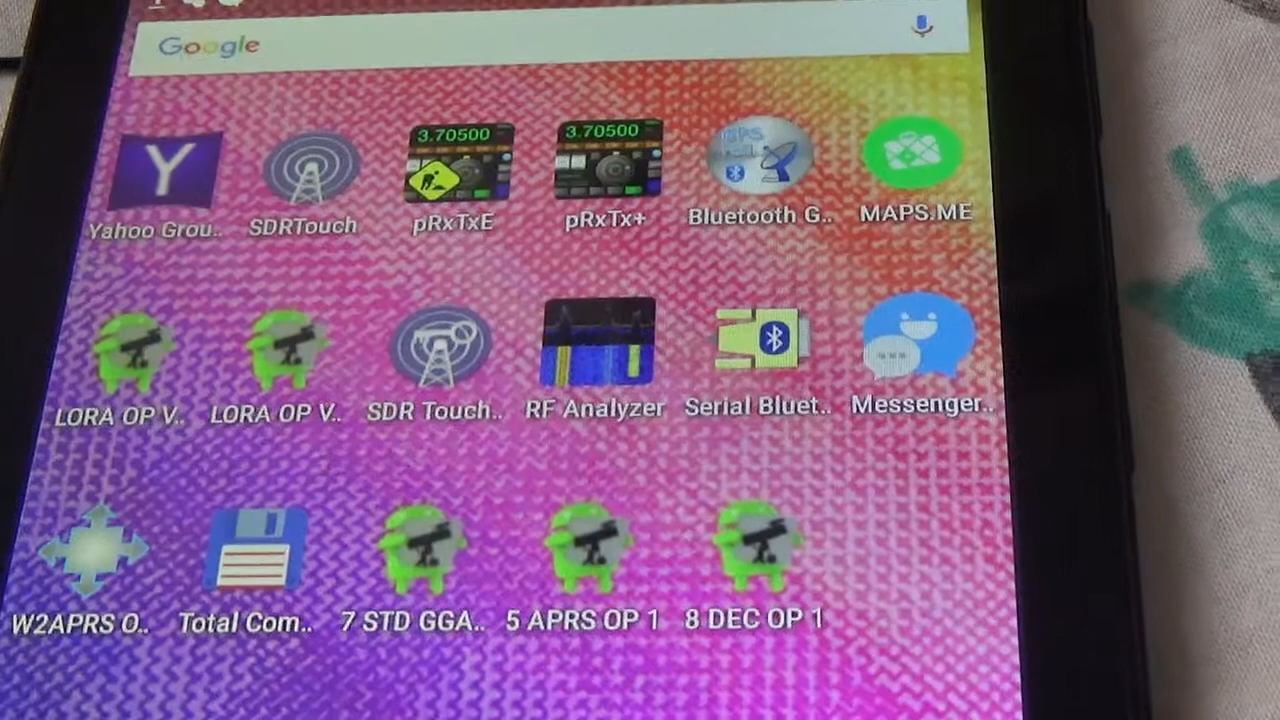 Google
3.70500
3.70500
Y
Yahoo Grou..
SDRTouch
pRxTxE
pRxTx+
Bluetooth G..
MAPS.ME
LORA OP V..
LORA OP V..
SDR Touch..
RF Analyzer
Serial Bluet..
Messenger..
W2APRS O..
Total Com..
7 STD GGA..
5 APRS OP 1
8 DEC OP 1